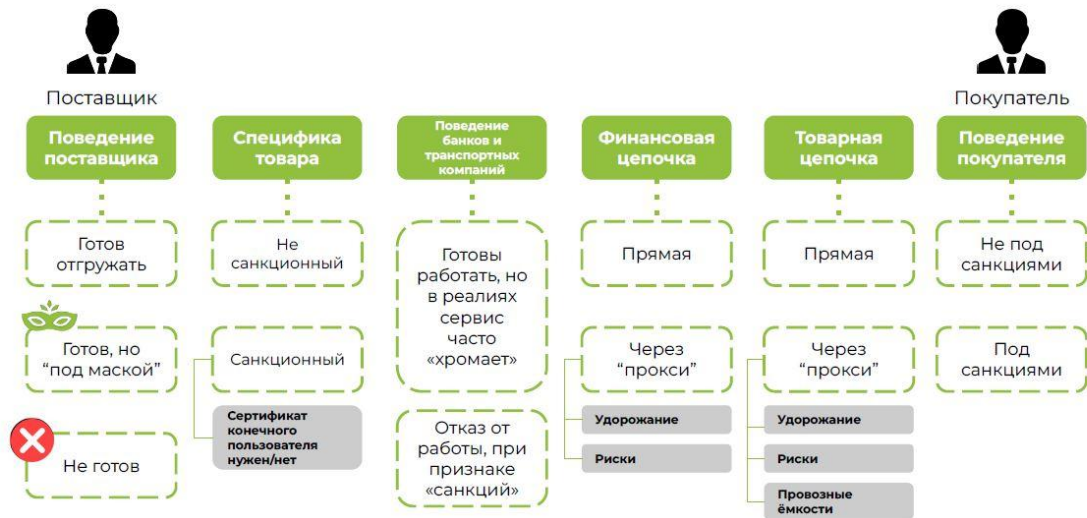 Поставщик
Покупатель
Поведение
поставщика
Готов
отгружать
Готов, но
“под маской”
Не готов
Специфика
товара
Не
санкционный
Санкционный
Сертификат
конечного
пользователя
нужен/нет
Поведение
банков и
транспортных
компаний
Готовы
работать, но
в реалиях
сервис
часто
«хромает»
Отказ от
работы, при
признаке
«санкций»
Финансовая
цепочка
Прямая
Через
“прокси”
Удорожание
Риски
Товарная
цепочка
Прямая
Через
“прокси”
Удорожание
Риски
Провозные
ёмкости
Поведение
покупателя
Не под
санкциями
Под
санкциями